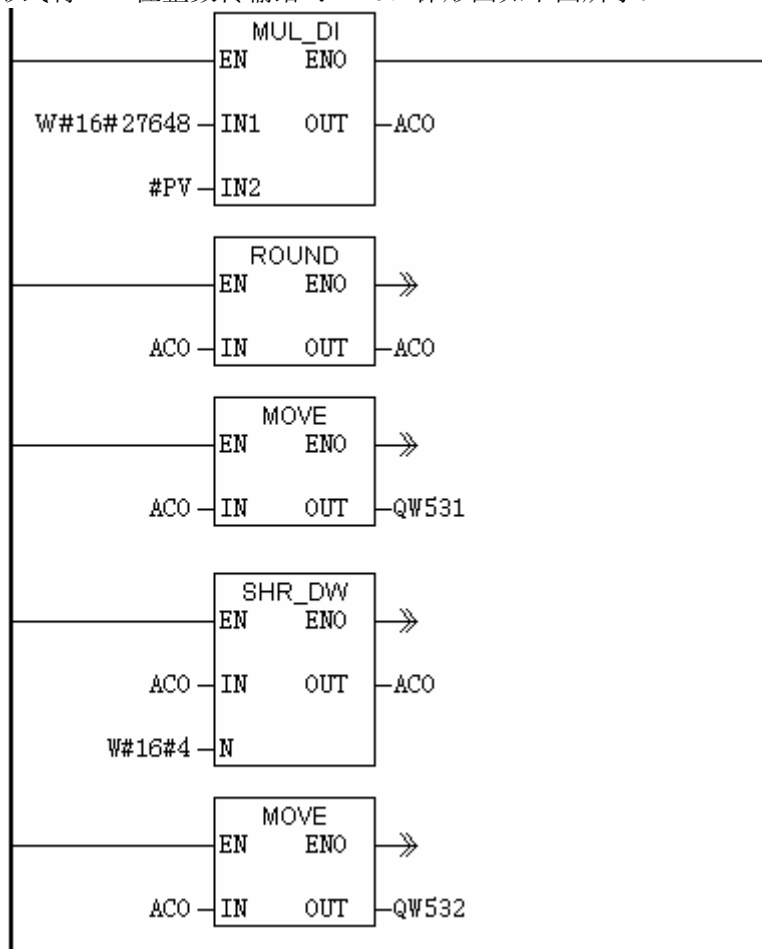 MUL_DI
EN ENO
W#16#27648 IN1 OUT AC0
#PV IN2
ROUND
EN ENO
AC0 IN OUT AC0
MOVE
EN ENO
AC0 IN OUT QW531
SHR_DW
EN ENO
AC0 IN OUT AC0
W#16#4 N
MOVE
EN ENO
AC0 IN OUT QW532